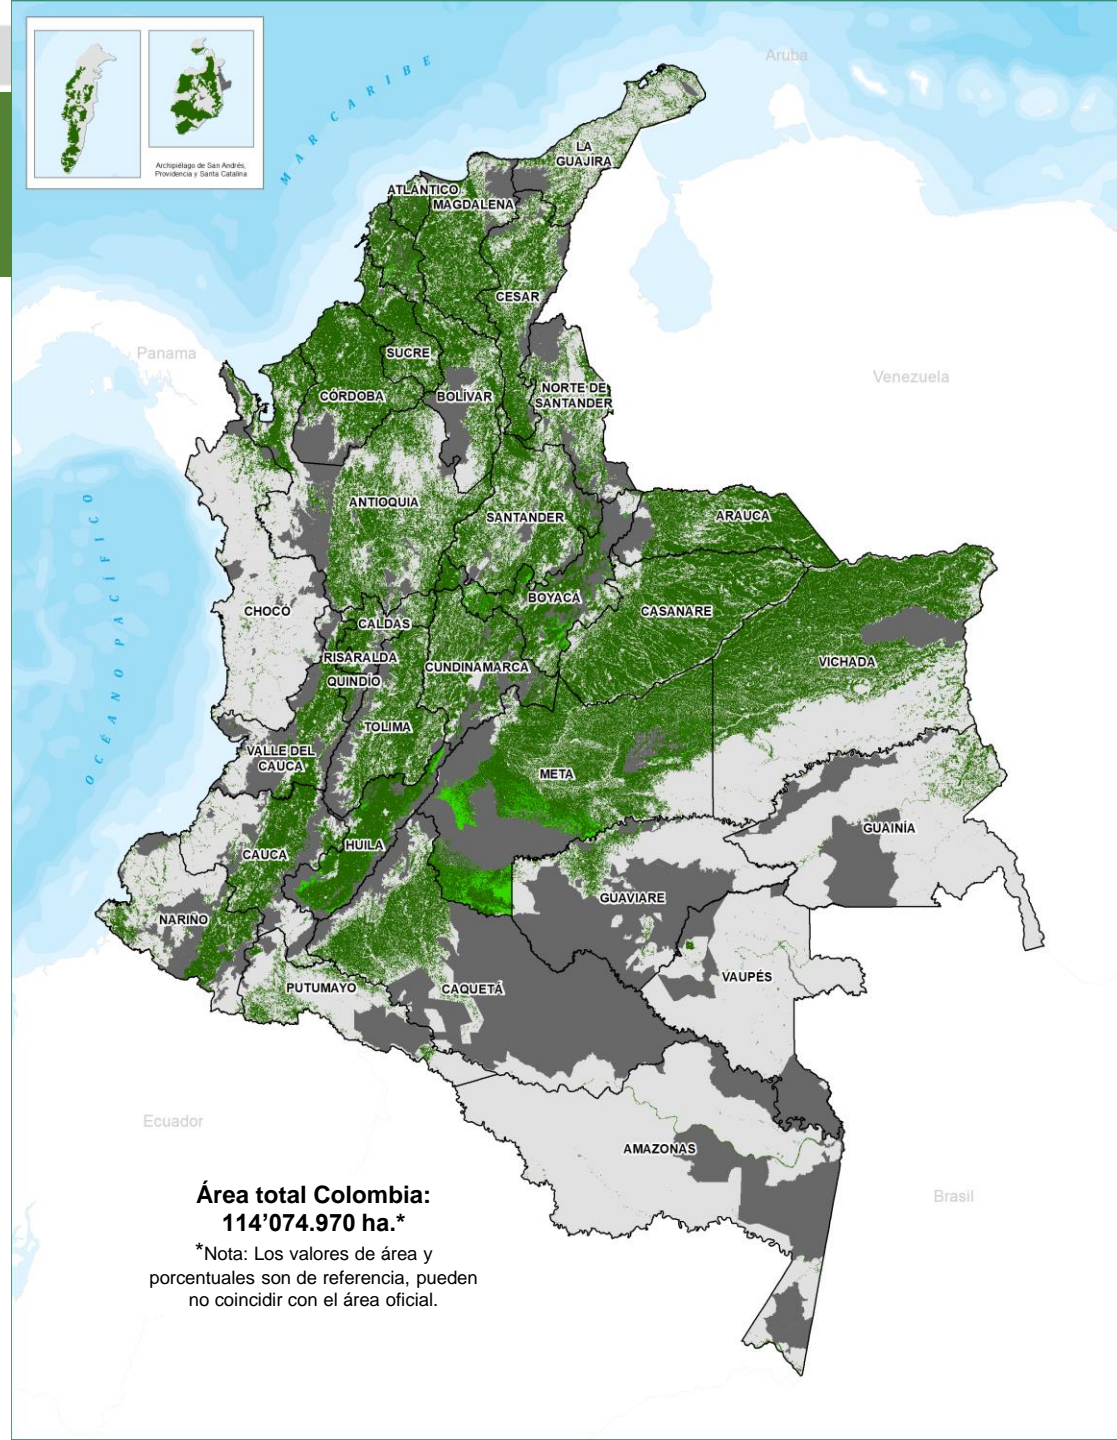 Archipiélago de San Andrés,
Providencia y Santa Catalina
MAR CARIBE
Aruba
LA
GUAJIRA
ATLÁNTICO
MAGDALENA
CESAR
Panama
SUCRE
Venezuela
CÓRDOBA
BOLÍVAR
NORTE DE
SANTANDER
ANTIOQUIA
SANTANDER
ARAUCA
OCÉANO PACÍFICO
CHOCÓ
BOYACÁ
CASANARE
CALDAS
RISARALDA
CUNDINAMARCA
VICHADA
QUINDIO
TOLIMA
VALLE DEL
CAUCA
META
GUAINÍA
CAUCA
HUILA
GUAVIARE
NARIÑO
VAUPÉS
PUTUMAYO
CAQUETÁ
Ecuador
AMAZONAS
Brasil
Área total Colombia:
114’074.970 ha.*
*Nota: Los valores de área y
porcentuales son de referencia, pueden
no coincidir con el área oficial.